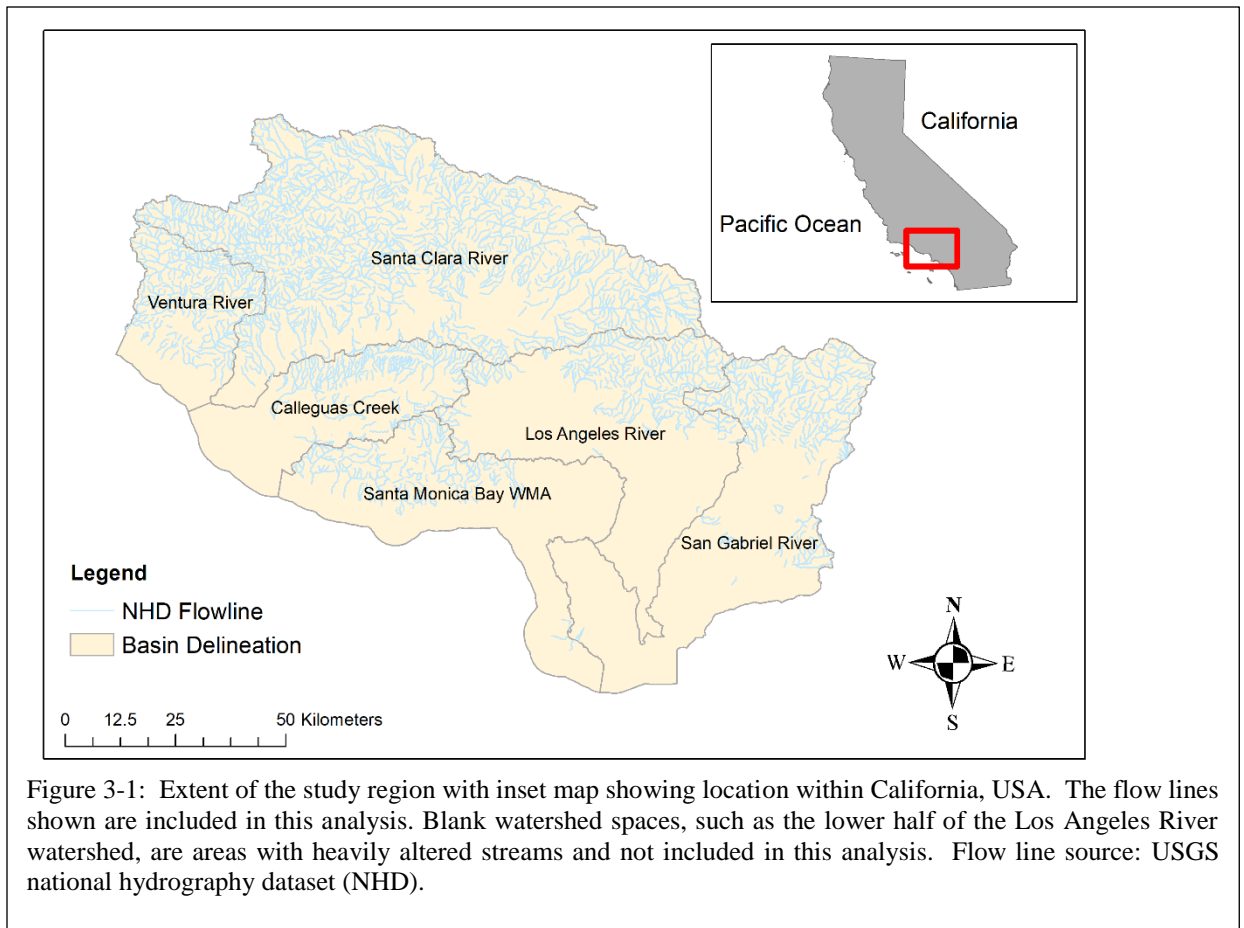 California
Pacific Ocean
Santa Clara River
Ventura River
Calleguas Creek
Los Angeles River
Santa Monica Bay WMA
San Gabriel River
Legend
NHD Flowline
Basin Delineation
0 12.5 25 50 Kilometers
N
W E
S
Figure 3-1: Extent of the study region with inset map showing location within California, USA. The flow lines
shown are included in this analysis. Blank watershed spaces, such as the lower half of the Los Angeles River
watershed, are areas with heavily altered streams and not included in this analysis. Flow line source: USGS
national hydrography dataset (NHD).